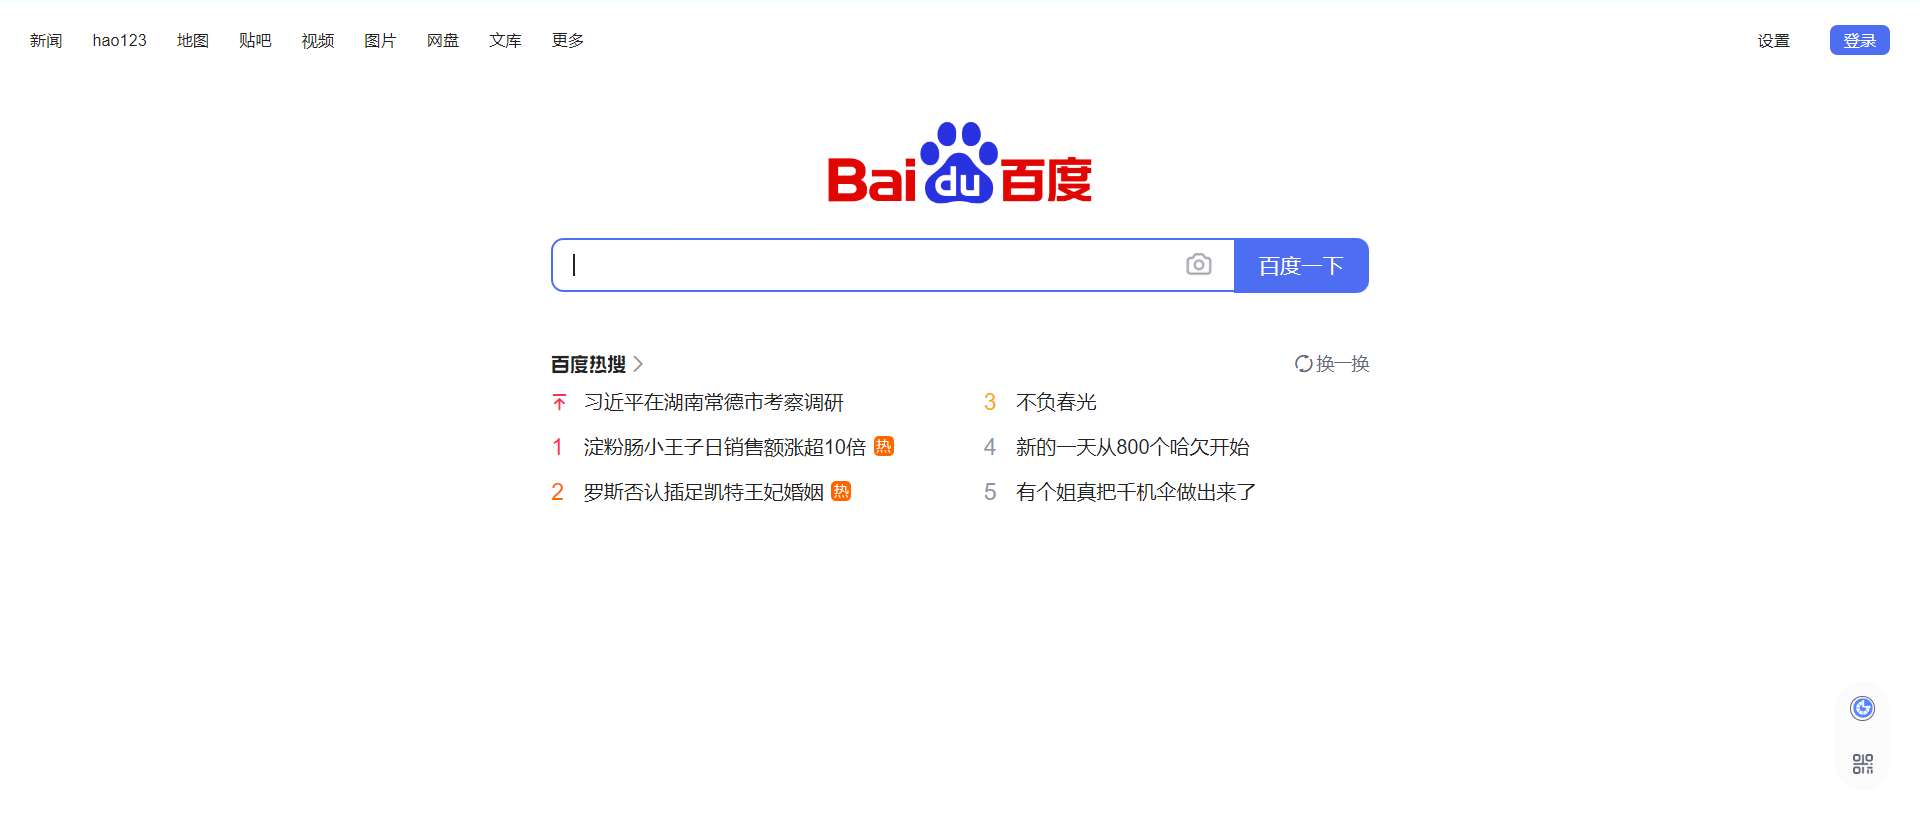 新闻 hao123 地图 贴吧 视频 图片 网盘 文库 更多 设置 登录
Bai du 百度
百度一下
百度热搜 换一换
习近平在湖南常德市考察调研
1 淀粉肠小王子日销售额涨超10倍 热
2 罗斯否认插足凯特王妃婚姻 热
3 不负春光
4 新的一天从800个哈欠开始
5 有个姐真把千机伞做出来了